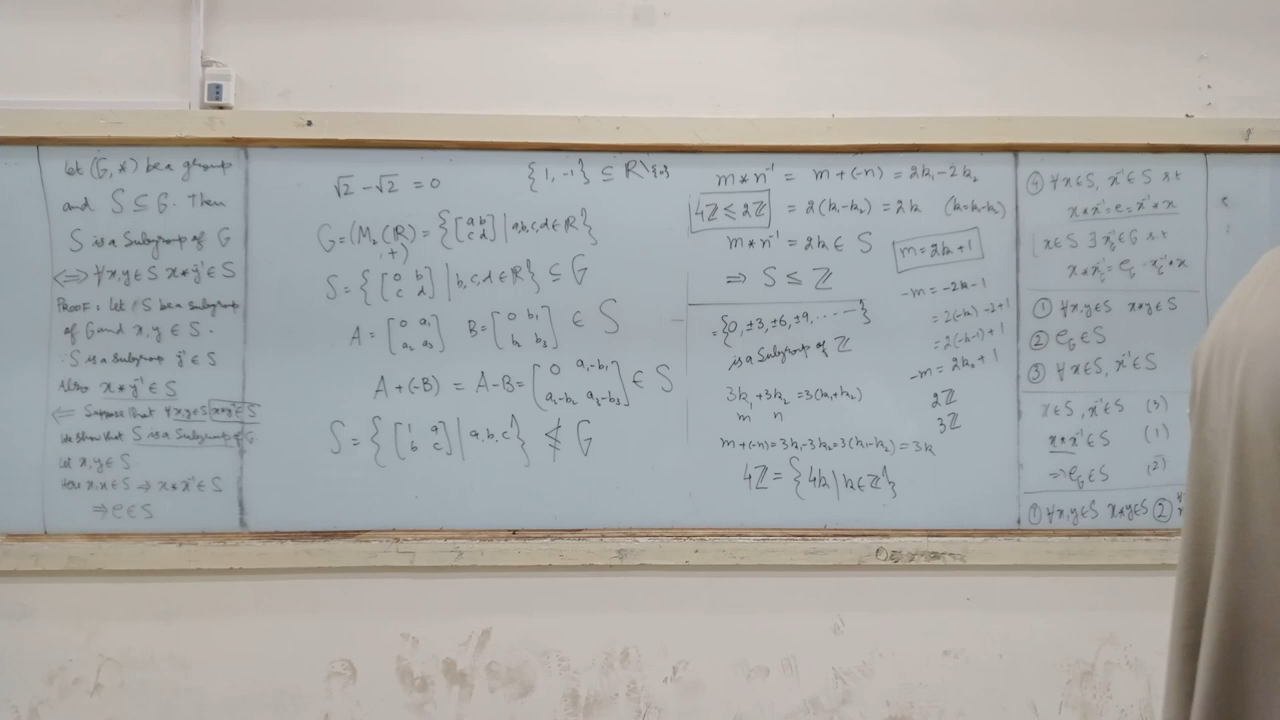 Let (G, *) be a group
and S ⊆ G. Then
S is a Subgroup of G
⟺ ∀x,y∈S x*y⁻¹∈S
PROOF: Let S be a subgroup
of G and x, y ∈ S.
∵ S is a subgroup y⁻¹ ∈ S
Also x*y⁻¹ ∈ S
⇐ Suppose that ∀x,y∈S x*y⁻¹∈S
We show that S is a Subgroup of G.
Let x,y∈S
Here x,x∈S ⇒ x*x⁻¹∈S
⇒ e∈S
√2 - √2 = 0
{1, -1} ⊆ ℝ\{0}
G = (M₂(ℝ) = {[a b c d] | a,b,c,d ∈ ℝ}
, +)
S = {[0 b c d] | b,c,d ∈ ℝ} ⊆ G
A = [0 a₁ a₂ a₃] B = [0 b₁ b₂ b₃] ∈ S
A+(-B) = A-B = [0 a₁-b₁ a₂-b₂ a₃-b₃] ∈ S
S = {[1 a b c] | a,b,c} ≰ G
m*n⁻¹ = m+(-n) = 2k₁-2k₂
4ℤ ≤ 2ℤ = 2(k₁-k₂) = 2k (k=k₁-k₂)
m*n⁻¹ = 2k ∈ S
⇒ S ≤ ℤ
= {0, ±3, ±6, ±9, ...... }
is a Subgroup of ℤ
3k₁+3k₂ = 3(k₁+k₂)
m n
m+(-n) = 3k₁-3k₂ = 3(k₁-k₂) = 3k
4ℤ = {4k | k∈ℤ}
m = 2k+1
-m = -2k-1
= 2(-k)-2+1
= 2(-k-1)+1
-m = 2k₀+1
2ℤ
3ℤ
④ ∀x∈S, x⁻¹∈S s.t
x*x⁻¹ = e = x⁻¹*x
① ∀x,y∈S x*y∈S
② e_G∈S
③ ∀x∈S, x⁻¹∈S
x∈S, x⁻¹∈S (3)
x*x⁻¹∈S (1)
⇒ e_G∈S (2)
① ∀x,y∈S x*y∈S ②